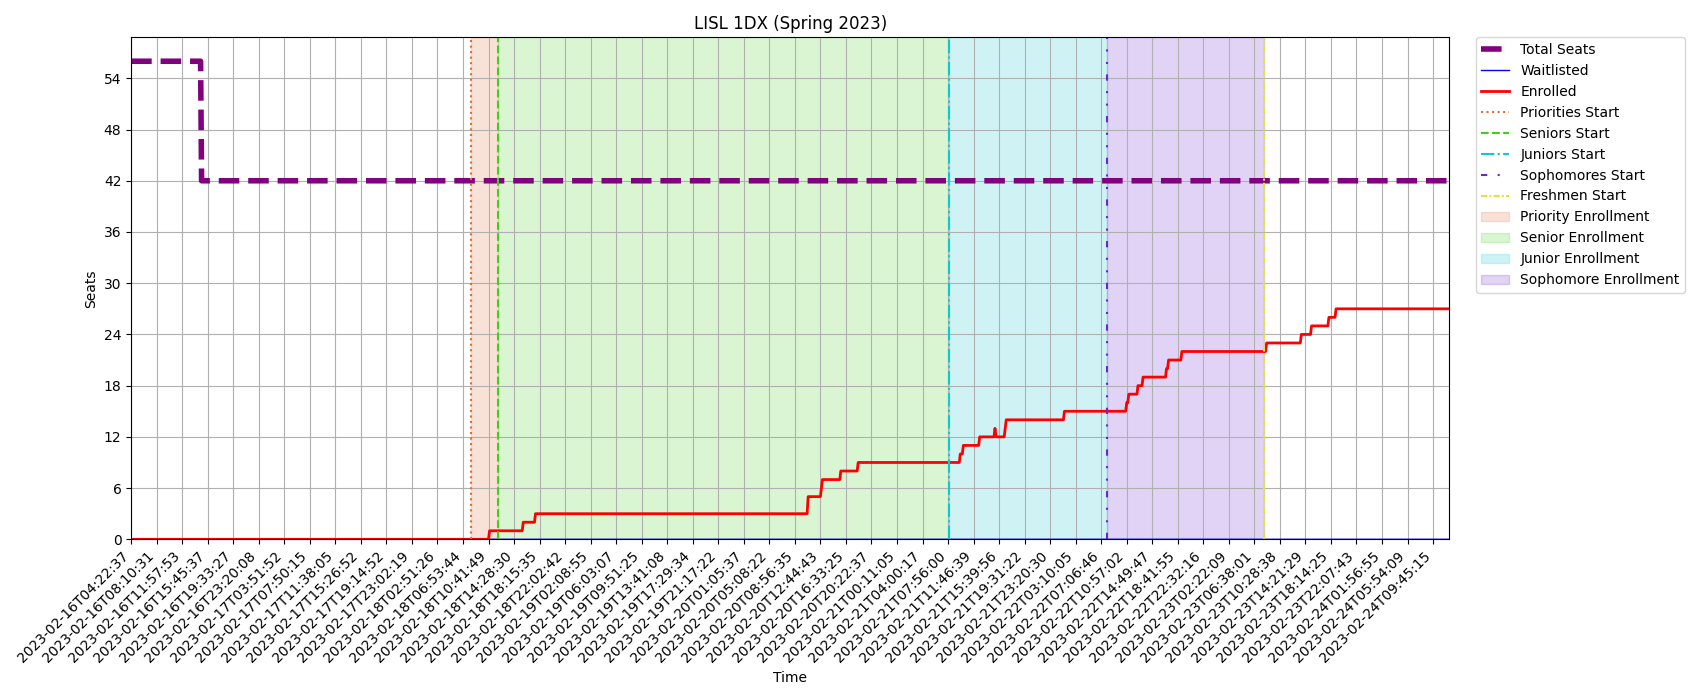 LISL 1DX (Spring 2023)
Seats
54
48
42
36
30
24
18
12
6
0
Total Seats
Waitlisted
Enrolled
Priorities Start
Seniors Start
Juniors Start
Sophomores Start
Freshmen Start
Priority Enrollment
Senior Enrollment
Junior Enrollment
Sophomore Enrollment
2023-02-16T04:22:37
2023-02-16T08:10:31
2023-02-16T11:57:53
2023-02-16T15:45:37
2023-02-16T19:33:27
2023-02-16T23:20:08
2023-02-17T03:51:52
2023-02-17T07:50:15
2023-02-17T11:38:05
2023-02-17T15:26:52
2023-02-17T19:14:52
2023-02-17T23:02:19
2023-02-18T02:51:26
2023-02-18T06:53:44
2023-02-18T10:41:49
2023-02-18T14:28:30
2023-02-18T18:15:35
2023-02-18T22:02:42
2023-02-19T02:08:55
2023-02-19T06:03:07
2023-02-19T09:51:25
2023-02-19T13:41:08
2023-02-19T17:29:34
2023-02-19T21:17:22
2023-02-20T01:05:37
2023-02-20T05:08:22
2023-02-20T08:56:35
2023-02-20T12:44:43
2023-02-20T16:33:25
2023-02-20T20:22:37
2023-02-21T00:11:05
2023-02-21T04:00:17
2023-02-21T07:56:00
2023-02-21T11:46:39
2023-02-21T15:39:56
2023-02-21T19:31:22
2023-02-21T23:20:30
2023-02-22T03:10:05
2023-02-22T07:06:46
2023-02-22T10:57:02
2023-02-22T14:49:47
2023-02-22T18:41:55
2023-02-22T22:32:16
2023-02-23T02:22:09
2023-02-23T06:38:01
2023-02-23T10:28:38
2023-02-23T14:21:29
2023-02-23T18:14:25
2023-02-23T22:07:43
2023-02-24T01:56:55
2023-02-24T05:54:09
2023-02-24T09:45:15
Time